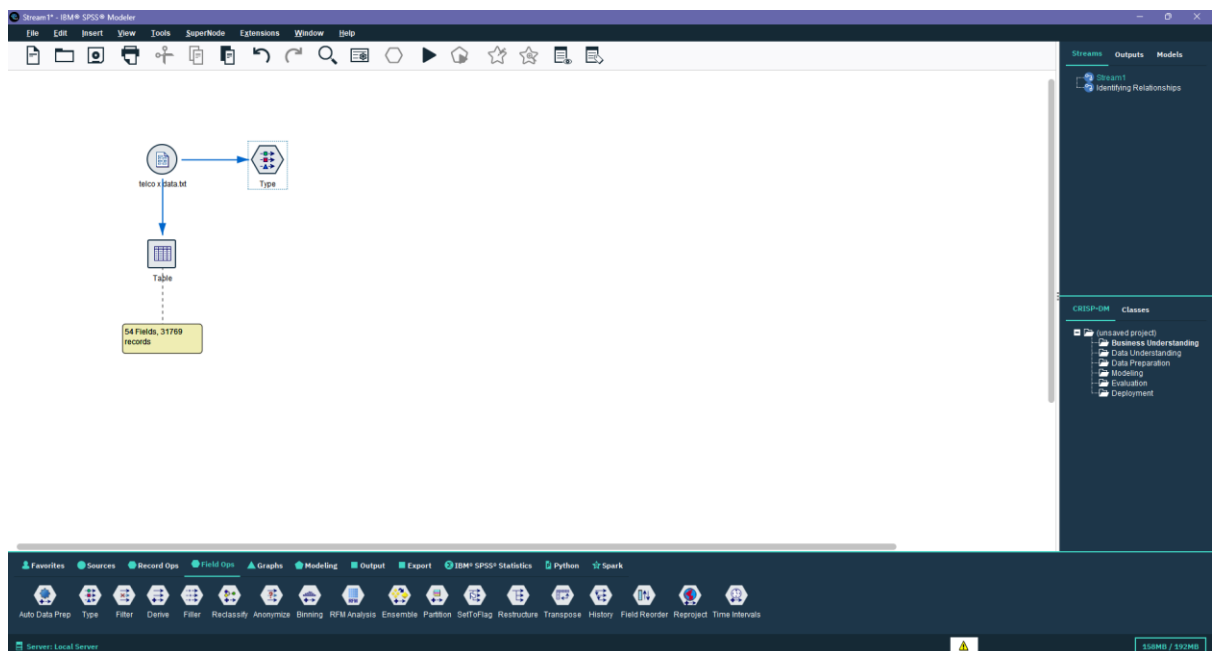 Stream1* - IBM® SPSS® Modeler
File Edit Insert View Tools SuperNode Extensions Window Help
Streams Outputs Models
Stream1
Identifying Relationships
telco x data.txt
Type
Table
54 Fields, 31769
records
CRISP-DM Classes
(unsaved project)
Business Understanding
Data Understanding
Data Preparation
Modeling
Evaluation
Deployment
Favorites Sources Record Ops Field Ops Graphs Modeling Output Export IBM® SPSS® Statistics Python Spark
Auto Data Prep Type Filter Derive Filler Reclassify Anonymize Binning RFM Analysis Ensemble Partition SetToFlag Restructure Transpose History Field Reorder Reproject Time Intervals
Server: Local Server
158MB / 192MB